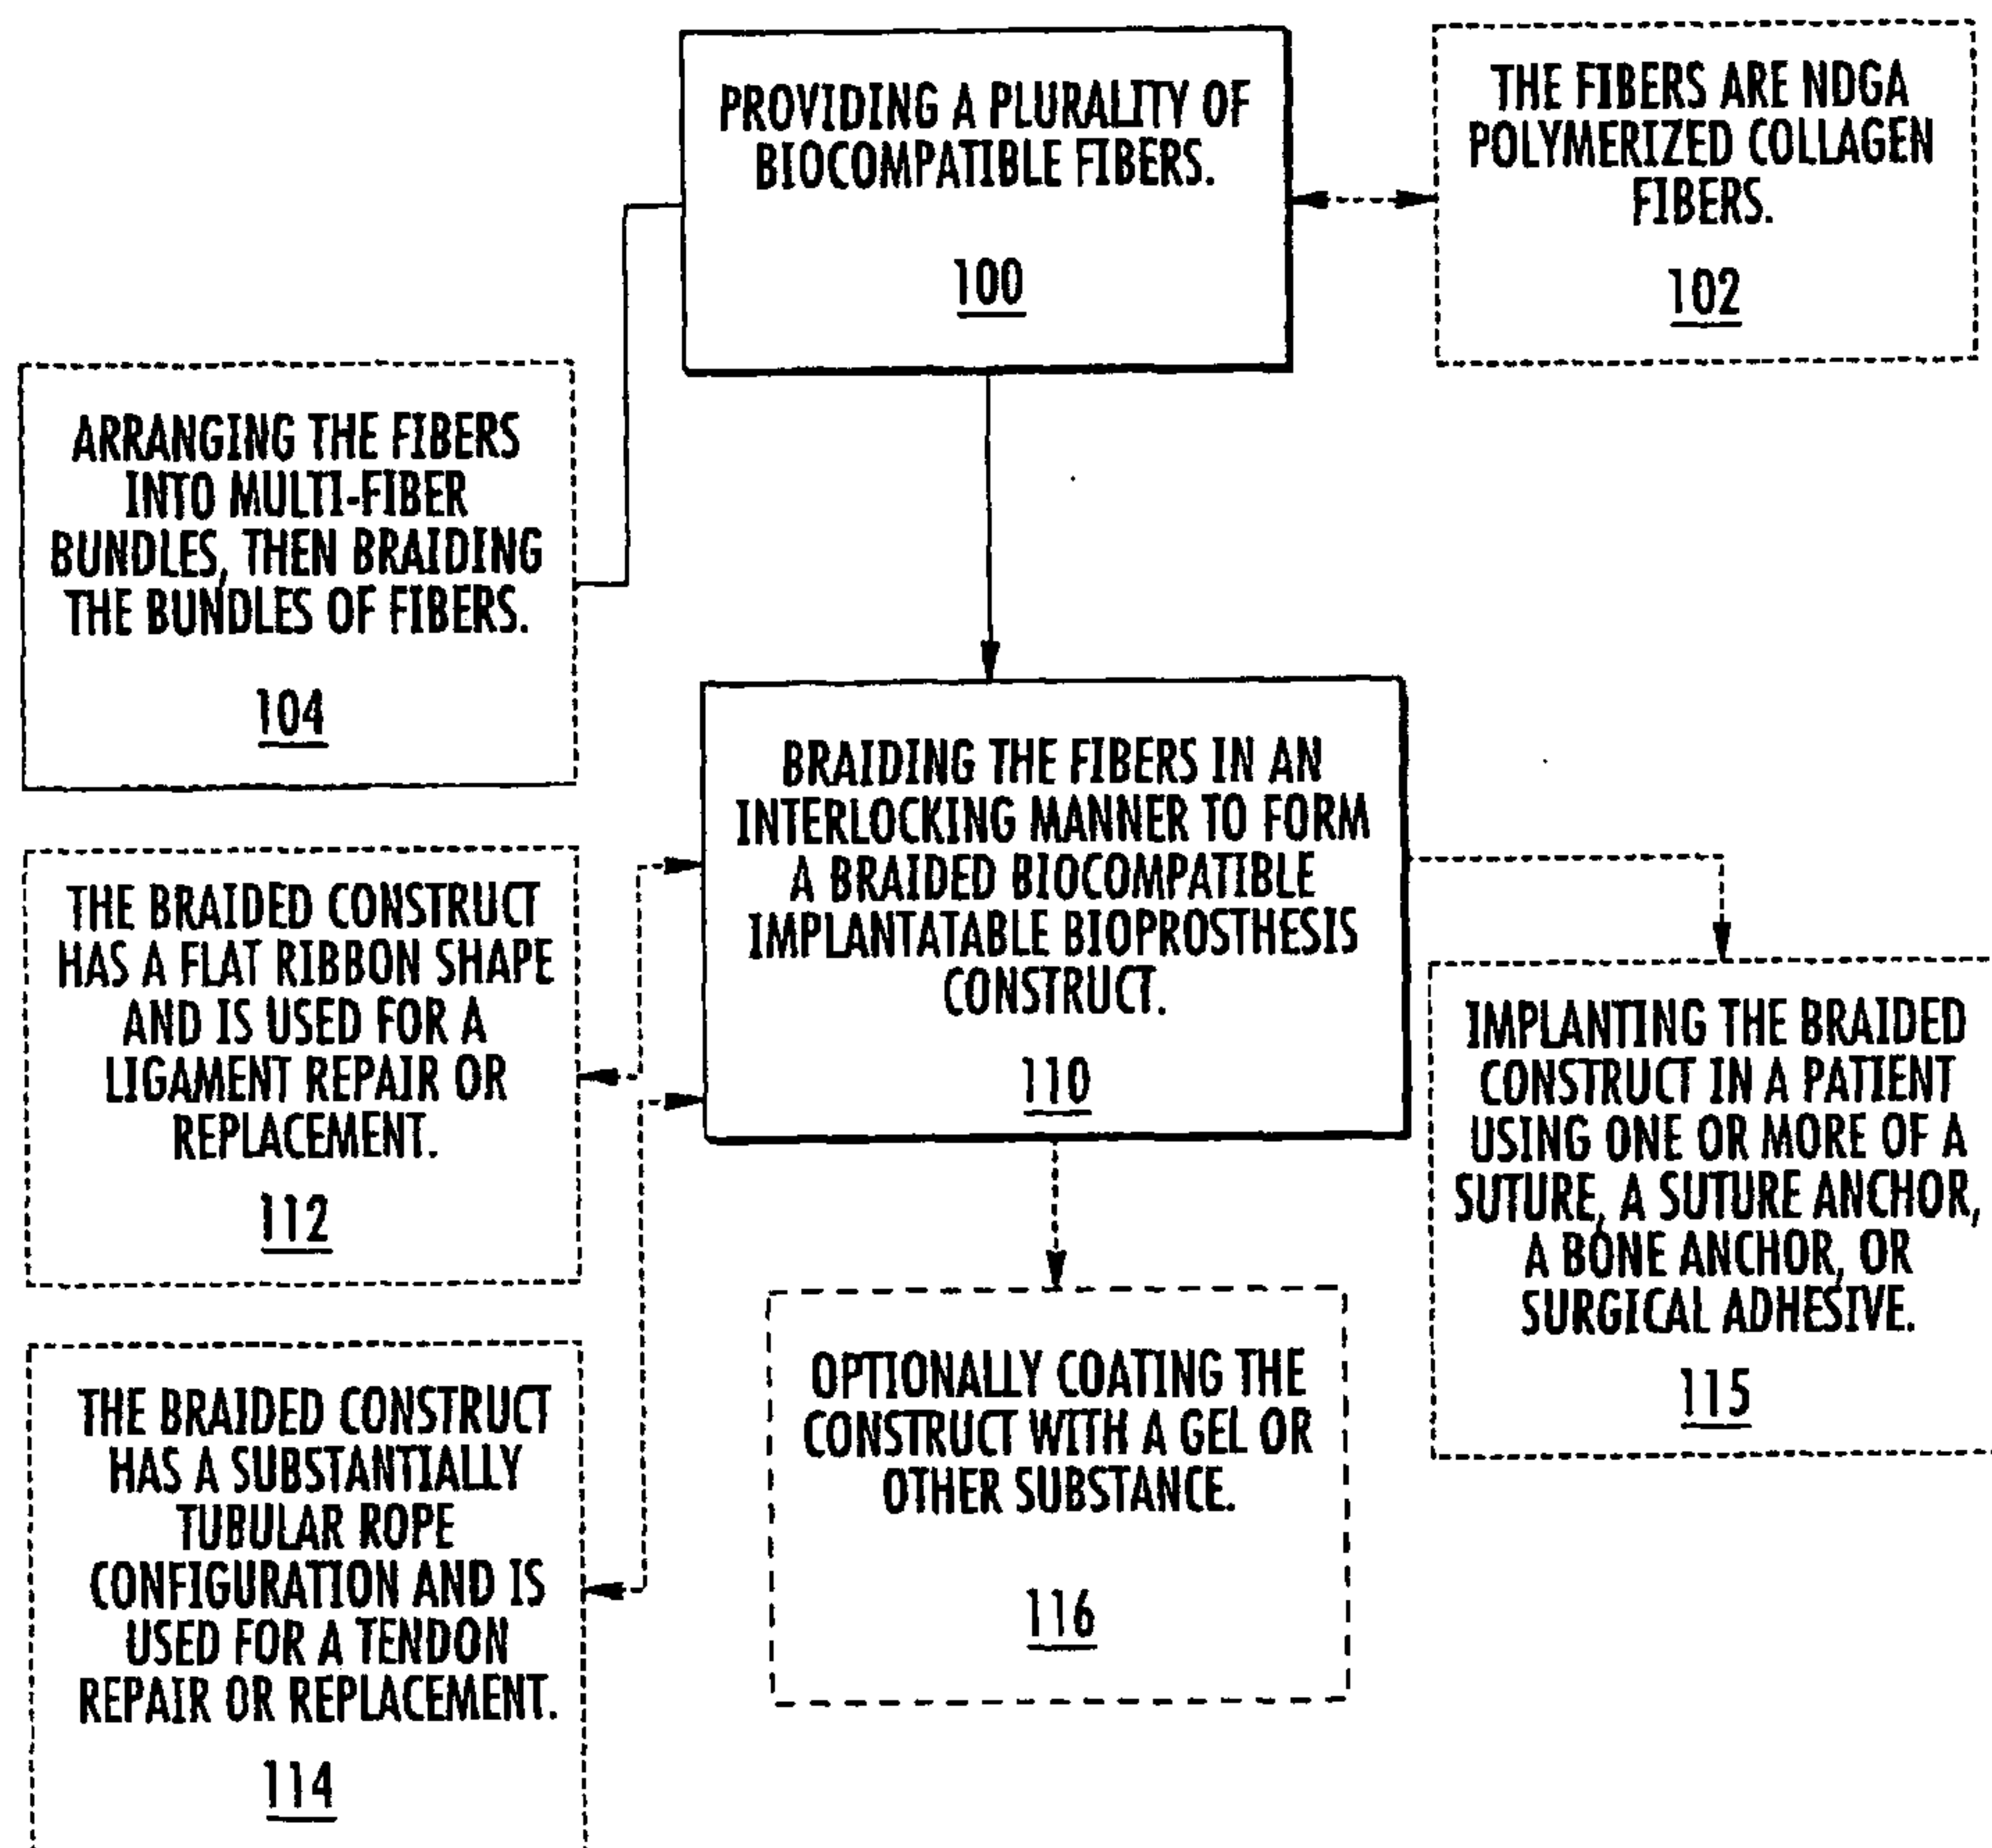 PROVIDING A PLURALITY OF
BIOCOMPATIBLE FIBERS.
100
THE FIBERS ARE NDGA
POLYMERIZED COLLAGEN
FIBERS.
102
ARRANGING THE FIBERS
INTO MULTI-FIBER
BUNDLES, THEN BRAIDING
THE BUNDLES OF FIBERS.
104
BRAIDING THE FIBERS IN AN
INTERLOCKING MANNER TO FORM
A BRAIDED BIOCOMPATIBLE
IMPLANTATABLE BIOPROSTHESIS
CONSTRUCT.
110
THE BRAIDED CONSTRUCT
HAS A FLAT RIBBON SHAPE
AND IS USED FOR A
LIGAMENT REPAIR OR
REPLACEMENT.
112
IMPLANTING THE BRAIDED
CONSTRUCT IN A PATIENT
USING ONE OR MORE OF A
SUTURE, A SUTURE ANCHOR,
A BONE ANCHOR, OR
SURGICAL ADHESIVE.
115
THE BRAIDED CONSTRUCT
HAS A SUBSTANTIALLY
TUBULAR ROPE
CONFIGURATION AND IS
USED FOR A TENDON
REPAIR OR REPLACEMENT.
114
OPTIONALLY COATING THE
CONSTRUCT WITH A GEL OR
OTHER SUBSTANCE.
116